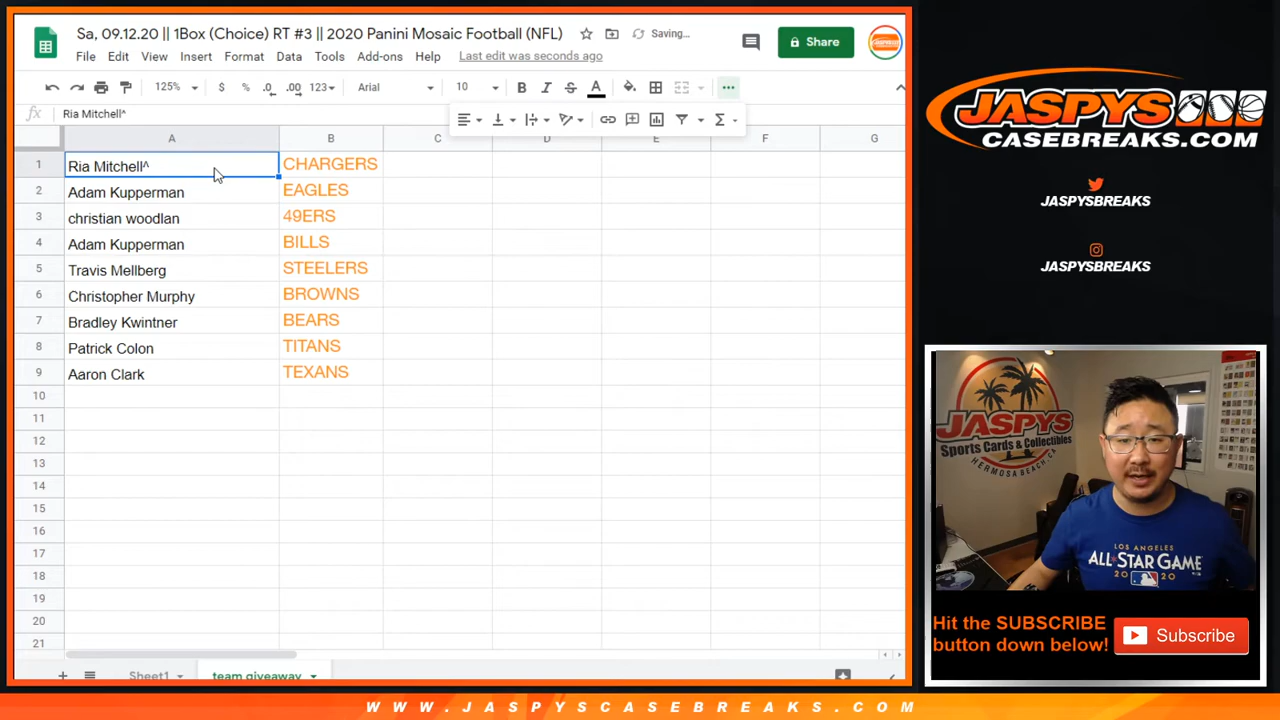 Sa, 09.12.20 || 1Box (Choice) RT #3 || 2020 Panini Mosaic Football (NFL)
Saving...
File Edit View Insert Format Data Tools Add-ons Help Last edit was seconds ago
Share
125% $ % .0 .00 123 Arial 10 B I S A
fx Ria Mitchell^
A B C D E F G
1 Ria Mitchell^ CHARGERS
2 Adam Kupperman EAGLES
3 christian woodlan 49ERS
4 Adam Kupperman BILLS
5 Travis Mellberg STEELERS
6 Christopher Murphy BROWNS
7 Bradley Kwintner BEARS
8 Patrick Colon TITANS
9 Aaron Clark TEXANS
10
11
12
13
14
15
16
17
18
19
20
21
Sheet1 team giveaway
JASPYS
CASEBREAKS.COM
JASPYSBREAKS
JASPYSBREAKS
JASPYS
Sports Cards & Collectibles
HERMOSA BEACH, CA
LOS ANGELES
ALL-STAR GAME
2020
Hit the SUBSCRIBE
button down below!
Subscribe
WWW.JASPYSCASEBREAKS.COM